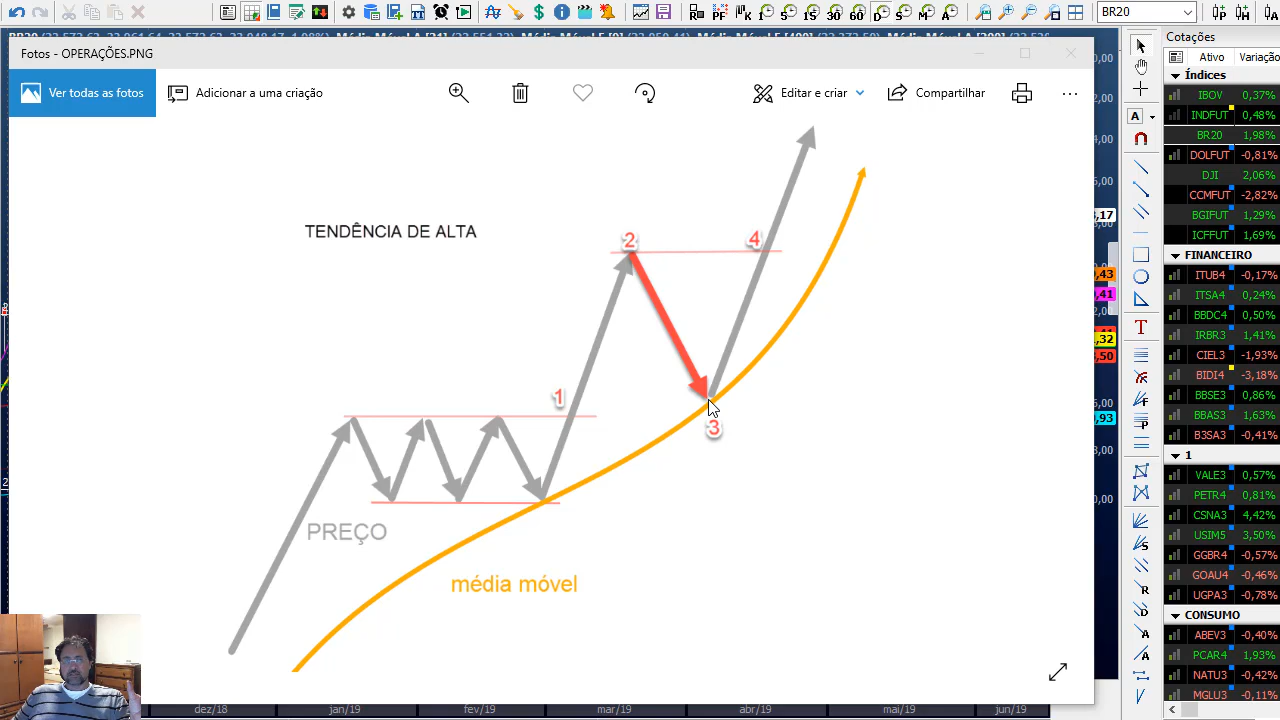 15 30 60 D S M A
BR20
Fotos - OPERAÇÕES.PNG
Ver todas as fotos
Adicionar a uma criação
Editar e criar
Compartilhar
TENDÊNCIA DE ALTA
2
4
1
3
PREÇO
média móvel
dez/18
jan/19
fev/19
mar/19
abr/19
mai/19
jun/19
Cotações
Ativo Variação
Índices
IBOV 0,37%
INDFUT 0,48%
BR20 1,98%
DOLFUT -0,81%
DJI 2,06%
CCMFUT -2,82%
BGIFUT 1,29%
ICFFUT 1,69%
FINANCEIRO
ITUB4 -0,17%
ITSA4 0,24%
BBDC4 0,50%
IRBR3 1,41%
CIEL3 -1,93%
BIDI4 -3,18%
BBSE3 0,86%
BBAS3 1,63%
B3SA3 -0,41%
1
VALE3 0,57%
PETR4 0,81%
CSNA3 4,42%
USIM5 3,50%
GGBR4 -0,57%
GOAU4 -0,46%
UGPA3 -0,78%
CONSUMO
ABEV3 -0,40%
PCAR4 1,93%
NATU3 -0,42%
MGLU3 -0,11%